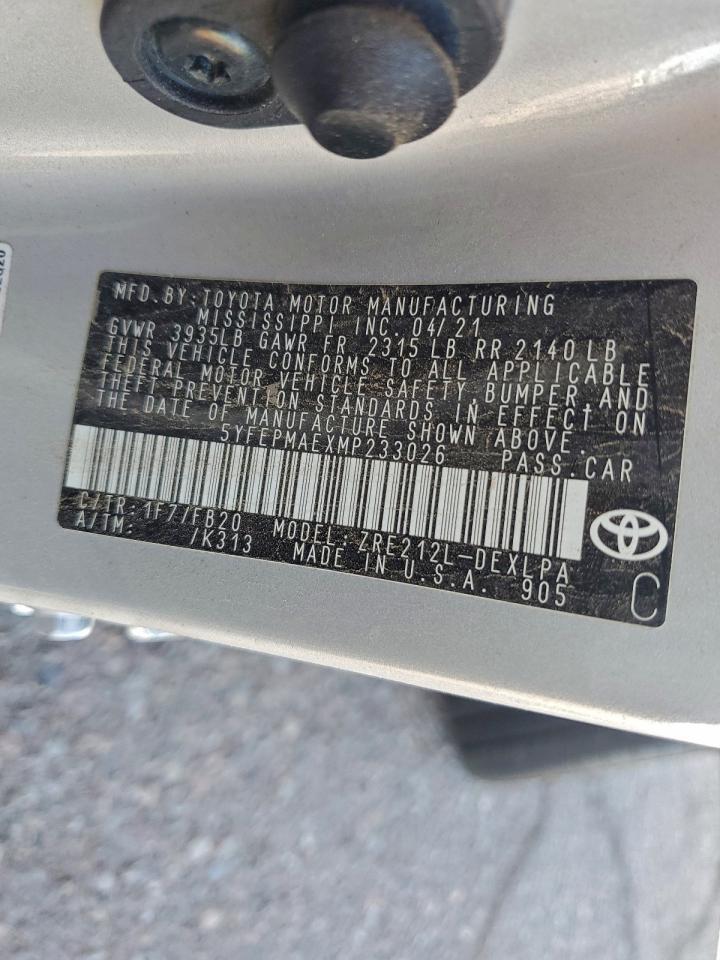 MFD. BY: TOYOTA MOTOR MANUFACTURING
MISSISSIPPI INC. 04/21
GVWR 3935LB GAWR FR 2315 LB RR 2140 LB
THIS VEHICLE CONFORMS TO ALL APPLICABLE
FEDERAL MOTOR VEHICLE SAFETY, BUMPER, AND
THEFT PREVENTION STANDARDS IN EFFECT ON
THE DATE OF MANUFACTURE SHOWN ABOVE.
5YFEPMAEXMP233026 PASS. CAR
C/TR: 1F7/FB20 MODEL: ZRE212L-DEXLPA
A/TM: /K313 MADE IN U.S.A. 905
C